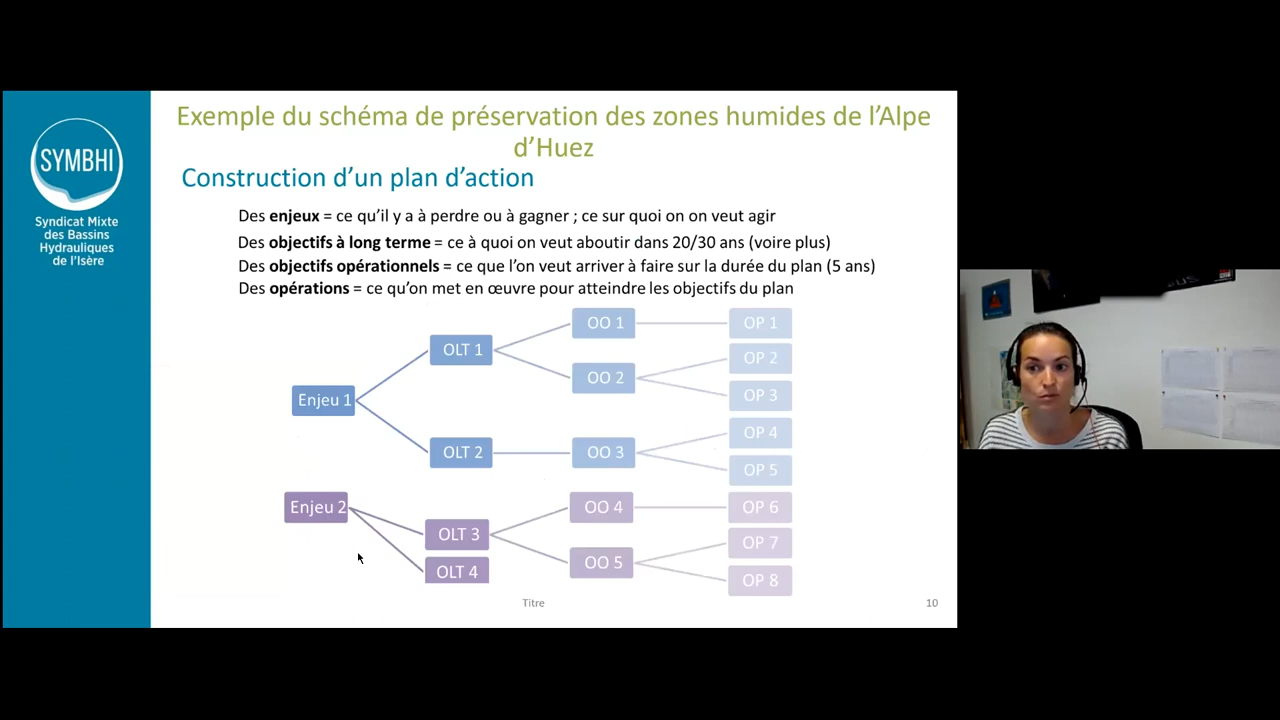 Exemple du schéma de préservation des zones humides de l'Alpe
d'Huez
SYMBHI
Syndicat Mixte
des Bassins
Hydrauliques
de l'Isère
Construction d'un plan d'action
Des enjeux = ce qu'il y a à perdre ou à gagner ; ce sur quoi on on veut agir
Des objectifs à long terme = ce à quoi on veut aboutir dans 20/30 ans (voire plus)
Des objectifs opérationnels = ce que l'on veut arriver à faire sur la durée du plan (5 ans)
Des opérations = ce qu'on met en œuvre pour atteindre les objectifs du plan
Enjeu 1
OLT 1
OLT 2
OO 1
OO 2
OO 3
OP 1
OP 2
OP 3
OP 4
OP 5
Enjeu 2
OLT 3
OLT 4
OO 4
OO 5
OP 6
OP 7
OP 8
Titre
10